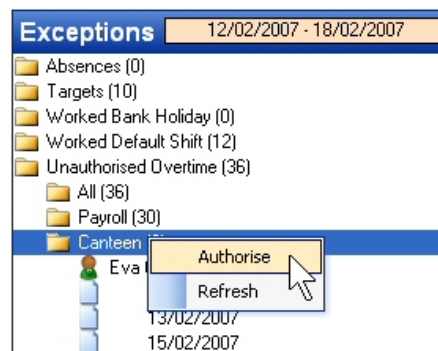 Exceptions 12/02/2007 - 18/02/2007
Absences (0)
Targets (10)
Worked Bank Holiday (0)
Worked Default Shift (12)
Unauthorised Overtime (36)
All (36)
Payroll (30)
Canteen
Authorise
Eva
Refresh
13/02/2007
15/02/2007